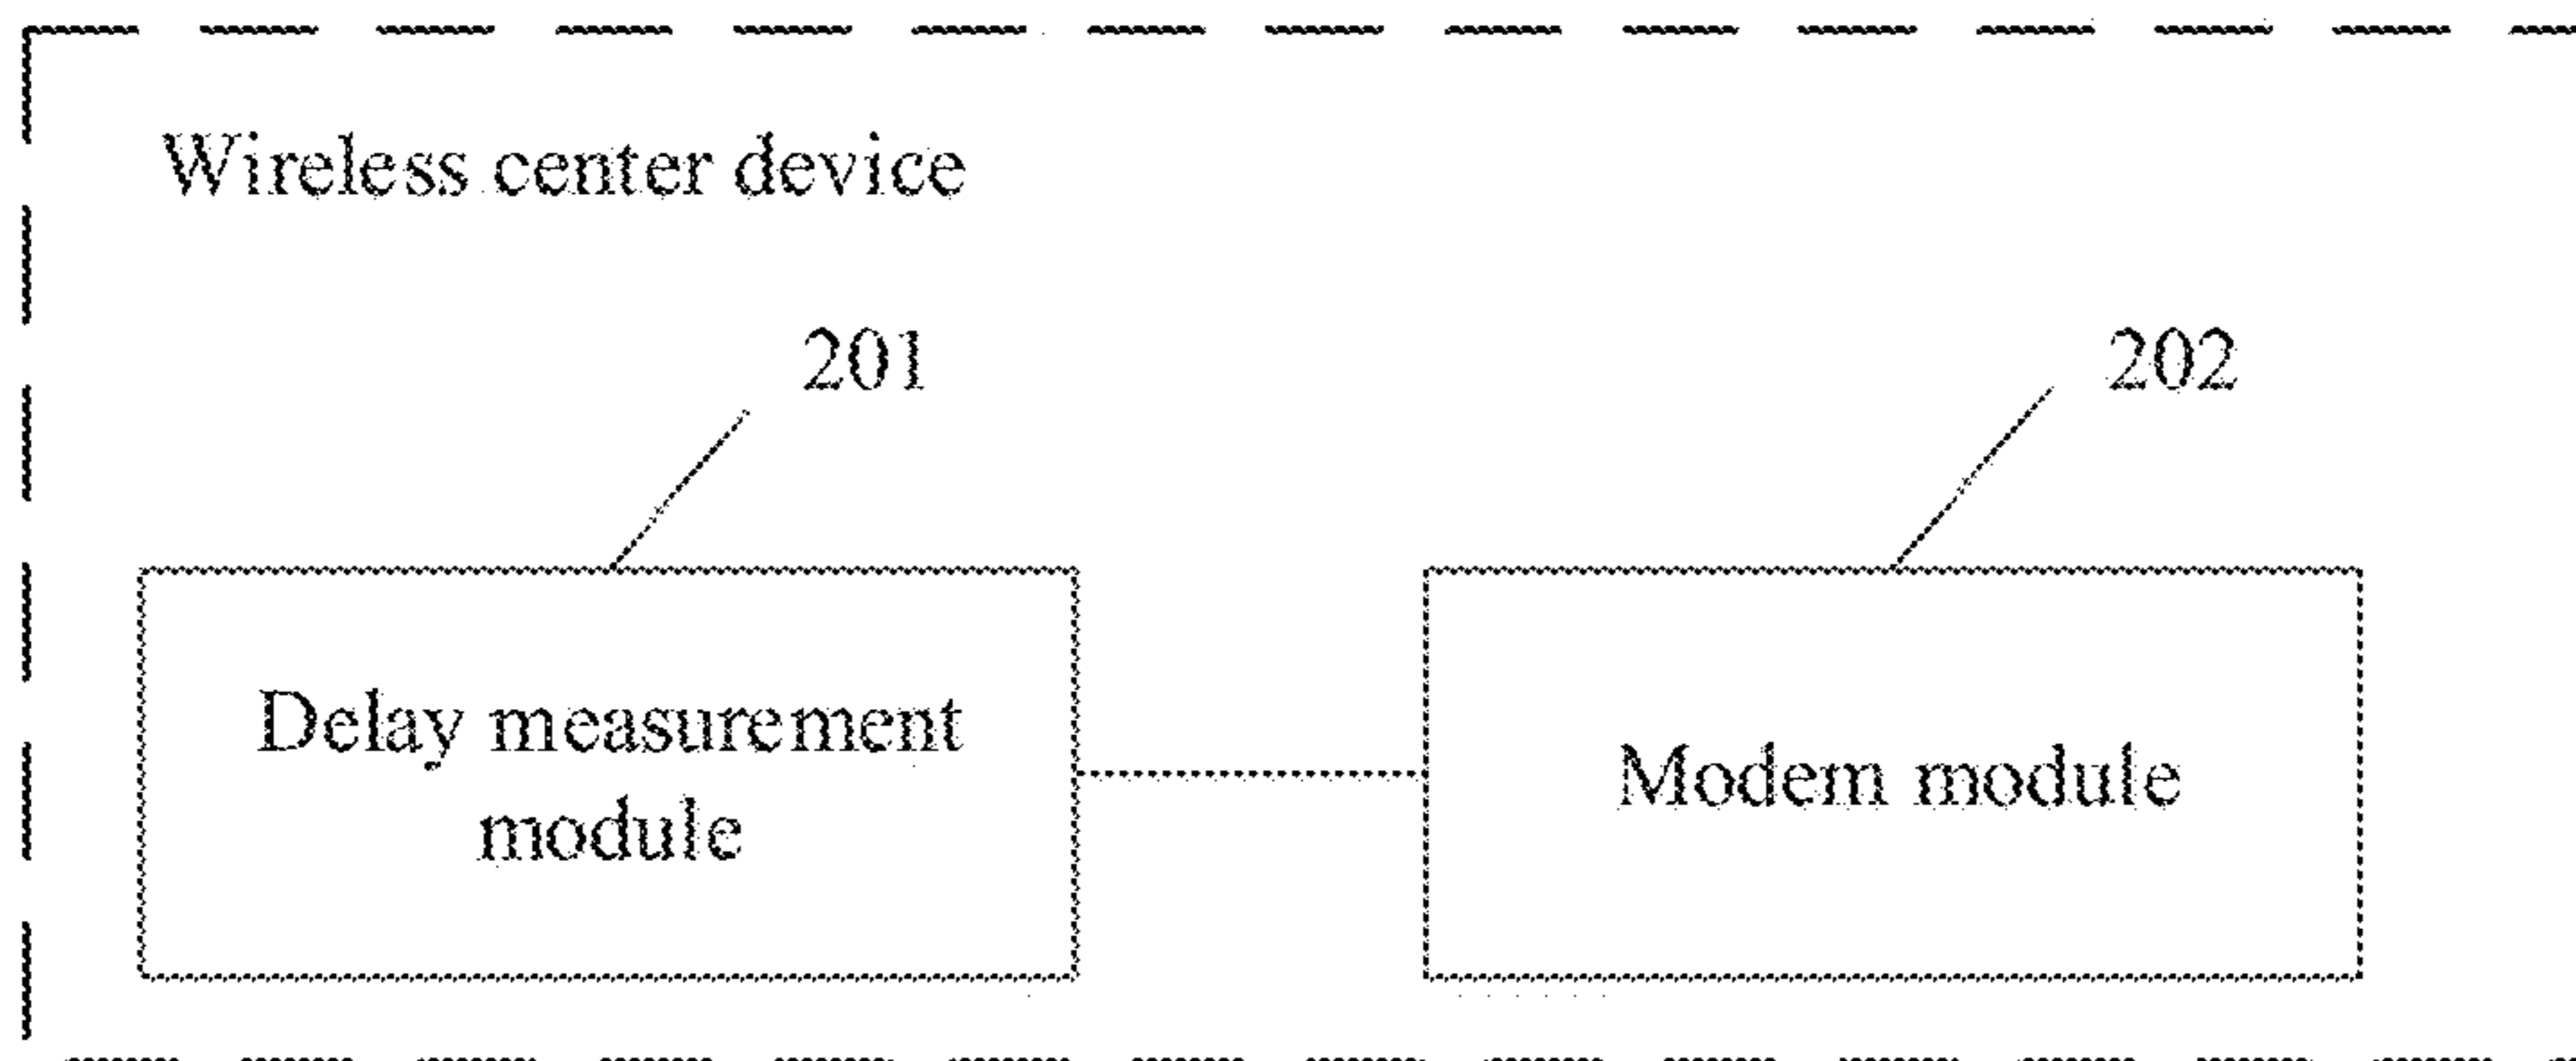 Wireless center device
201
202
Delay measurement
module
Modem module